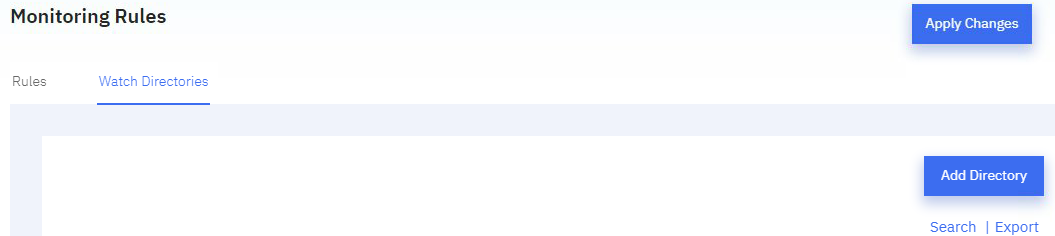 Monitoring Rules
Apply Changes
Rules
Watch Directories
Add Directory
Search | Export